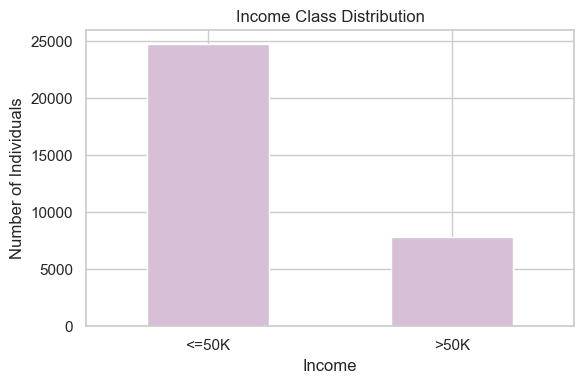 Income Class Distribution
Number of Individuals
25000
20000
15000
10000
5000
0
<=50K
>50K
Income